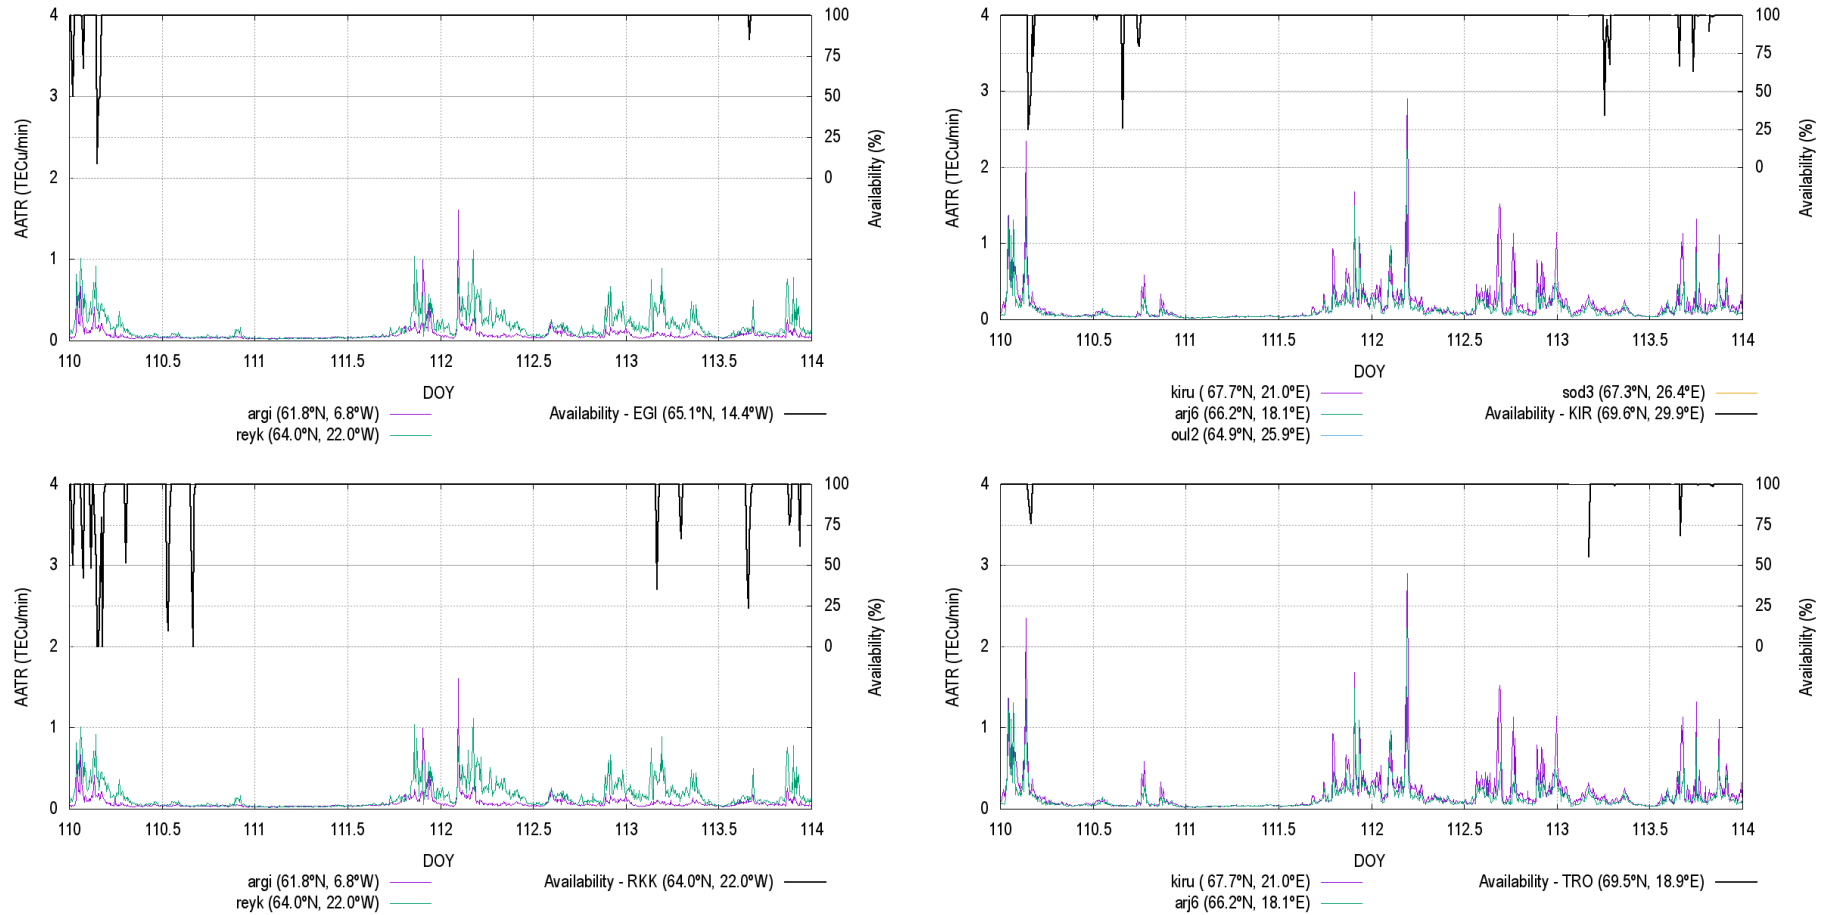 4 100
75
3 50
25
2 0
1
0
110 110.5 111 111.5 112 112.5 113 113.5 114
AATR (TECu/min)
Availability (%)
DOY
argi (61.8ºN, 6.8ºW) Availability - EGI (65.1ºN, 14.4ºW)
reyk (64.0ºN, 22.0ºW)
4 100
75
3 50
25
2 0
1
0
110 110.5 111 111.5 112 112.5 113 113.5 114
AATR (TECu/min)
Availability (%)
DOY
kiru ( 67.7ºN, 21.0ºE) sod3 (67.3ºN, 26.4ºE)
arj6 (66.2ºN, 18.1ºE) Availability - KIR (69.6ºN, 29.9ºE)
oul2 (64.9ºN, 25.9ºE)
4 100
75
3 50
25
2 0
1
0
110 110.5 111 111.5 112 112.5 113 113.5 114
AATR (TECu/min)
Availability (%)
DOY
argi (61.8ºN, 6.8ºW) Availability - RKK (64.0ºN, 22.0ºW)
reyk (64.0ºN, 22.0ºW)
4 100
75
3 50
25
2 0
1
0
110 110.5 111 111.5 112 112.5 113 113.5 114
AATR (TECu/min)
Availability (%)
DOY
kiru ( 67.7ºN, 21.0ºE) Availability - TRO (69.5ºN, 18.9ºE)
arj6 (66.2ºN, 18.1ºE)